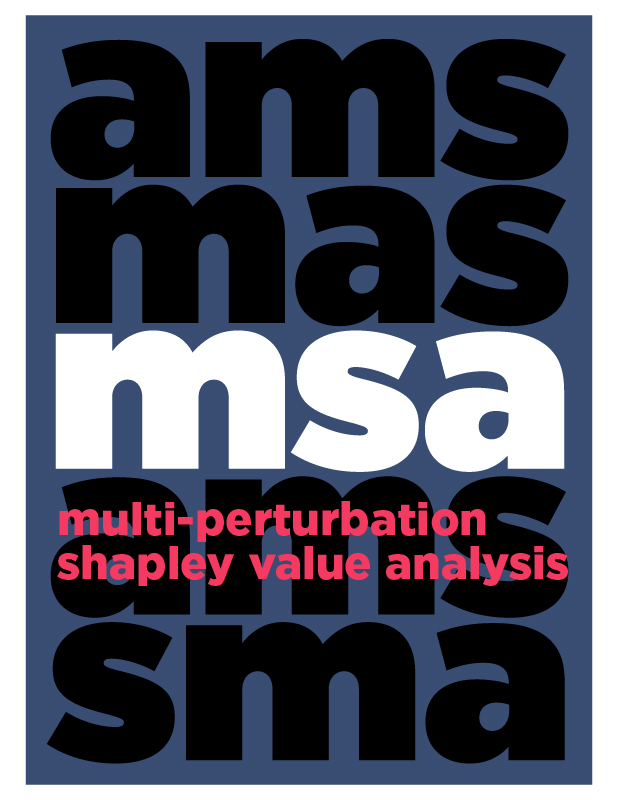 ams
mas
msa
ams
multi-perturbation
shapley value analysis
sma